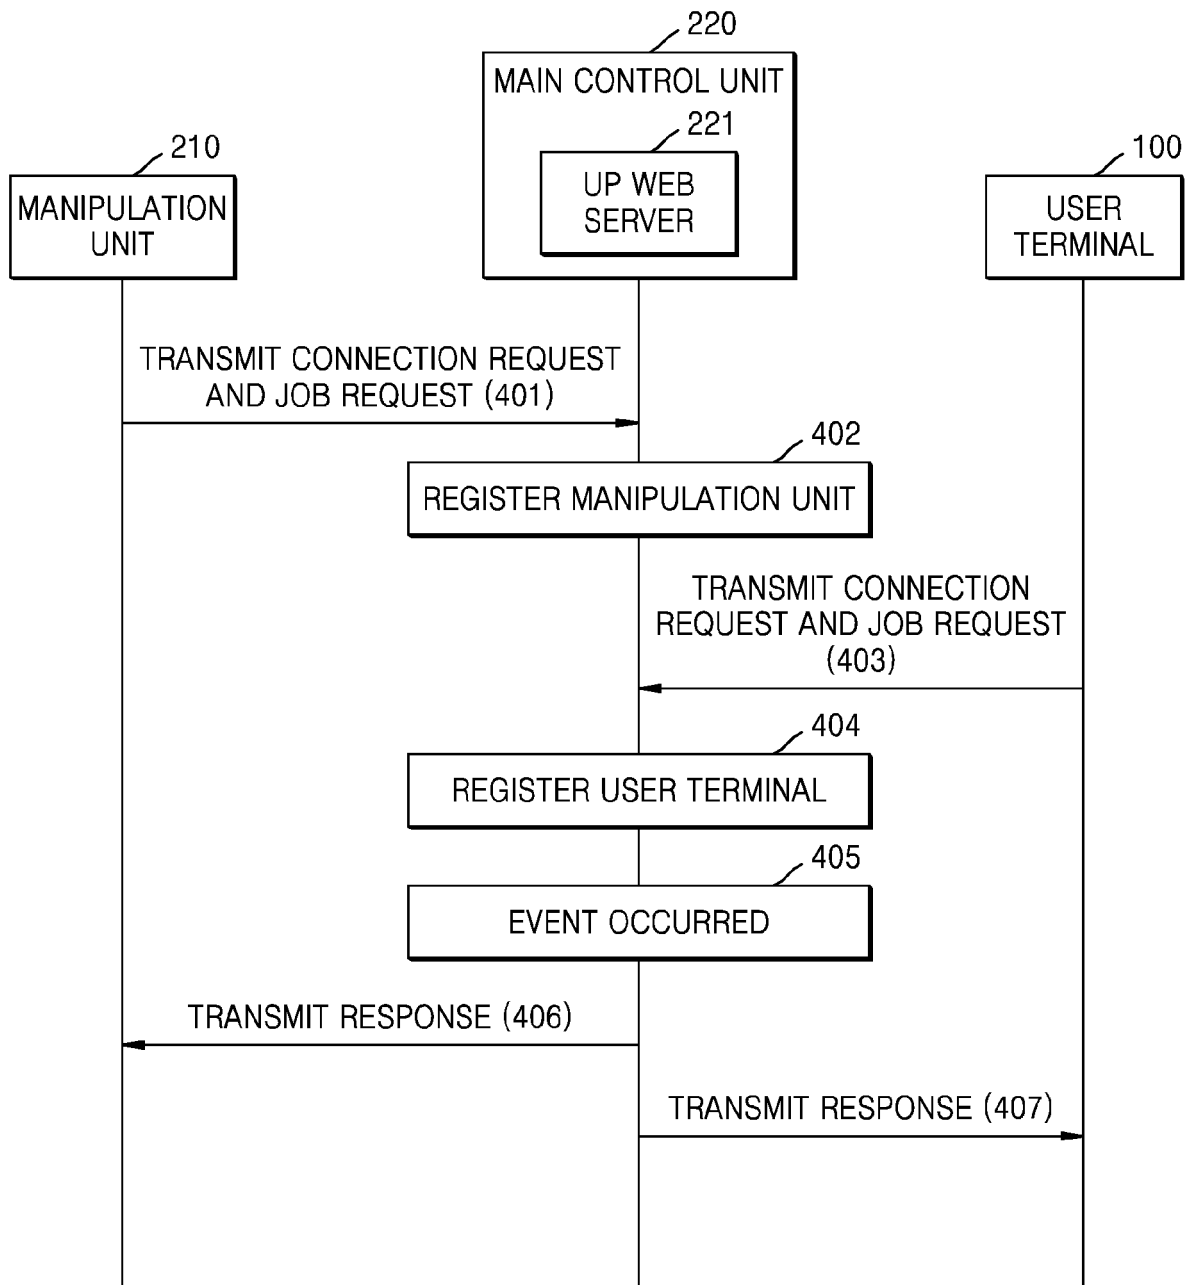 220
MAIN CONTROL UNIT
221
UP WEB
SERVER
210
MANIPULATION
UNIT
100
USER
TERMINAL
TRANSMIT CONNECTION REQUEST
AND JOB REQUEST (401)
402
REGISTER MANIPULATION UNIT
TRANSMIT CONNECTION
REQUEST AND JOB REQUEST
(403)
404
REGISTER USER TERMINAL
405
EVENT OCCURRED
TRANSMIT RESPONSE (406)
TRANSMIT RESPONSE (407)